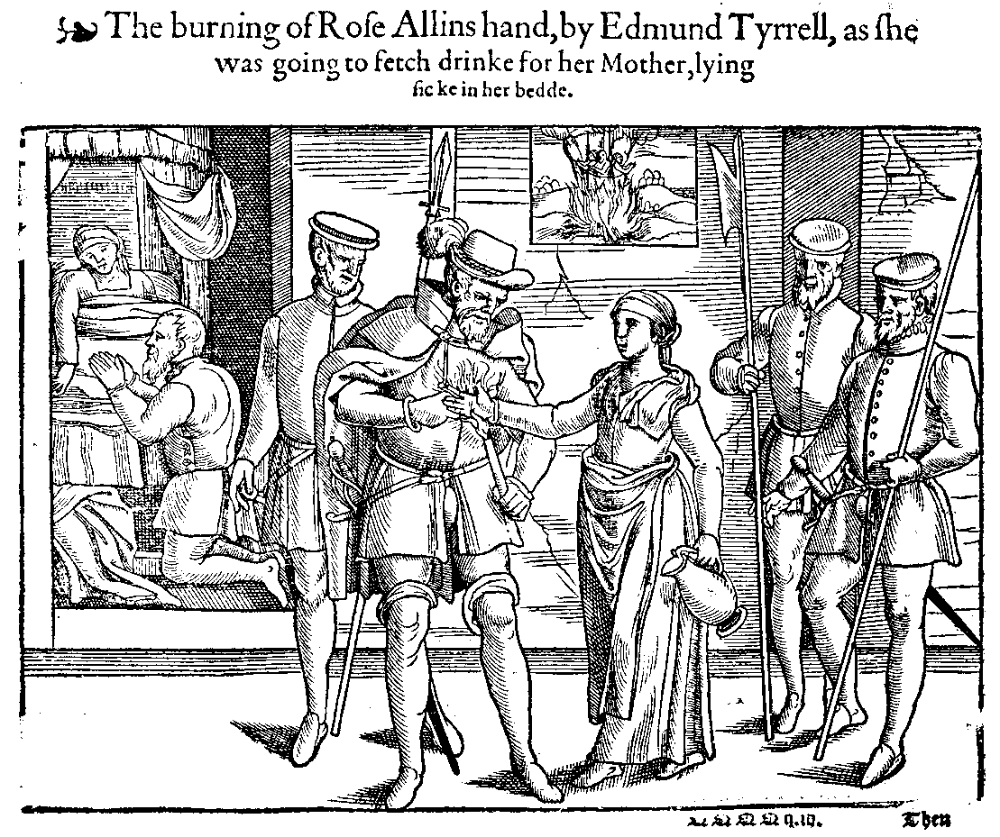 The burning of Roſe Allins hand, by Edmund Tyrrell, as ſhe
was going to fetch drinke for her Mother, lying
ſicke in her bedde.
Then